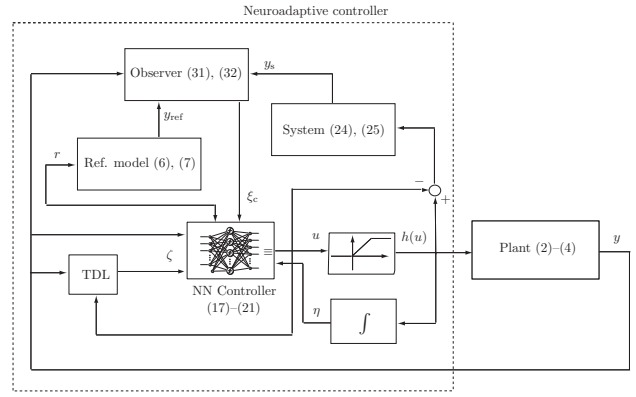 Neuroadaptive controller
Observer (31), (32)
y_s
y_ref
System (24), (25)
r
Ref. model (6), (7)
−
+
ξ_c
u
h(u)
Plant (2)–(4)
y
ζ
≡
TDL
NN Controller
(17)–(21)
η
∫